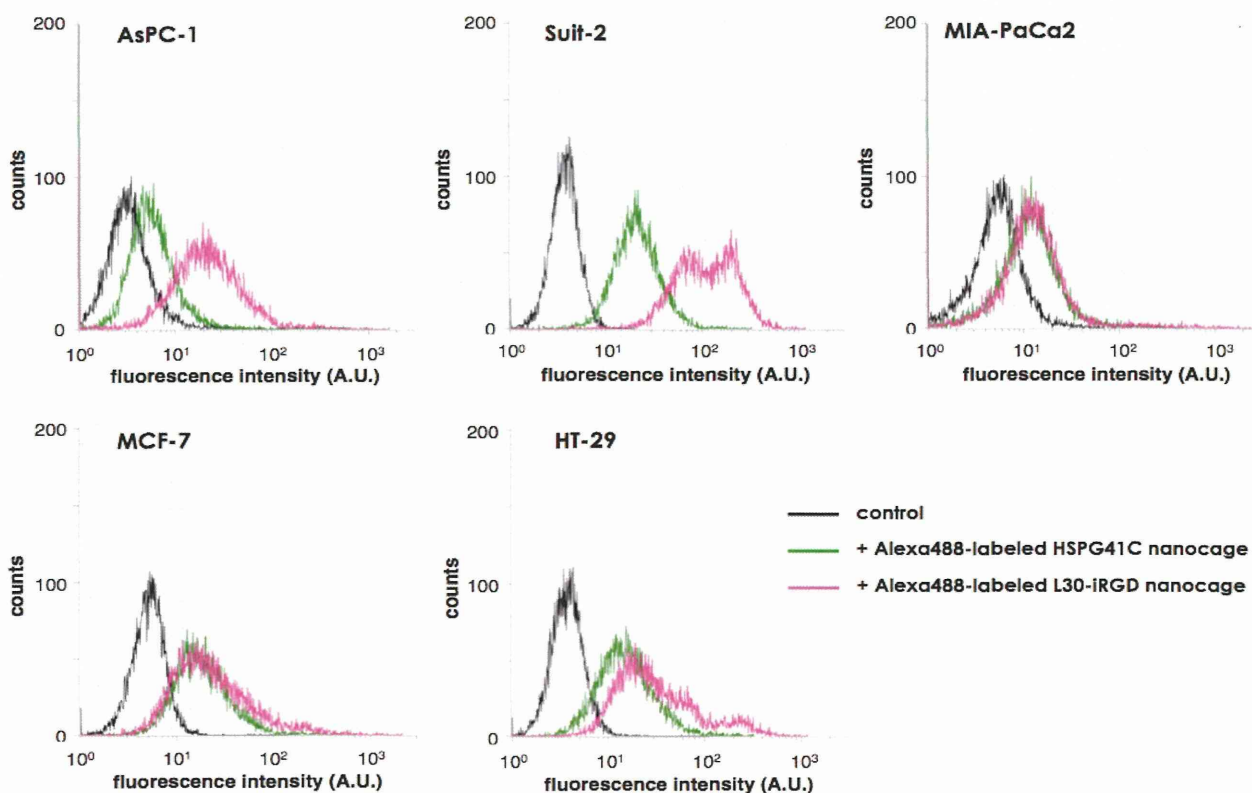 AsPC-1
200
100
0
counts
10⁰ 10¹ 10² 10³
fluorescence intensity (A.U.)
Suit-2
200
100
0
counts
10⁰ 10¹ 10² 10³
fluorescence intensity (A.U.)
MIA-PaCa2
200
100
0
counts
10⁰ 10¹ 10² 10³
fluorescence intensity (A.U.)
MCF-7
200
100
0
counts
10⁰ 10¹ 10² 10³
fluorescence intensity (A.U.)
HT-29
200
100
0
counts
10⁰ 10¹ 10² 10³
fluorescence intensity (A.U.)
control
+ Alexa488-labeled HSPG41C nanocage
+ Alexa488-labeled L30-iRGD nanocage